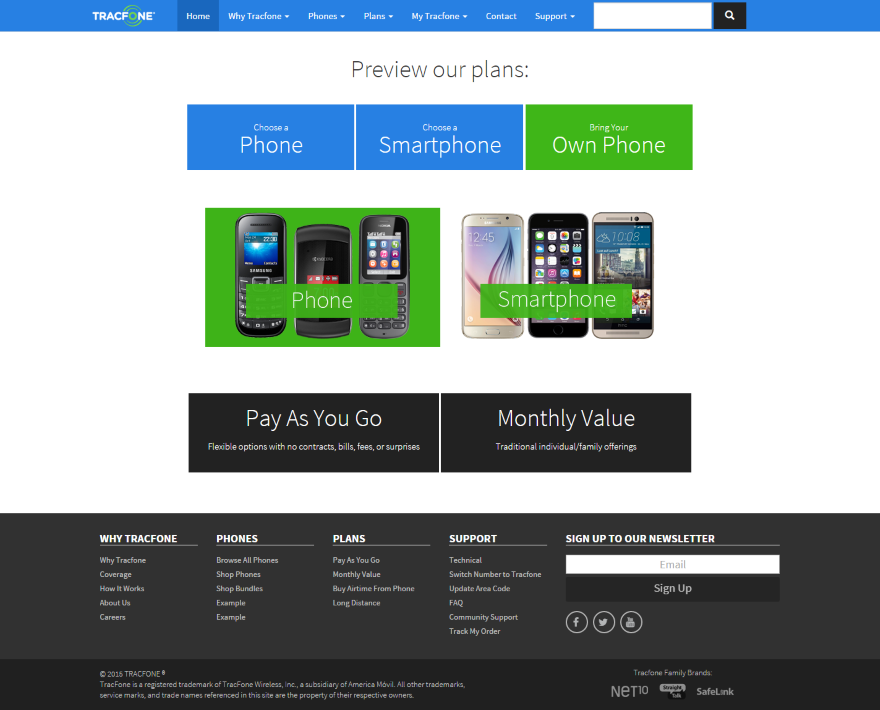 TRACFONE
Home
Why Tracfone
Phones
Plans
My Tracfone
Contact
Support
Preview our plans:
Choose a
Phone
Choose a
Smartphone
Bring Your
Own Phone
SAMSUNG
12:45
10:08
Phone
Smartphone
Pay As You Go
Flexible options with no contracts, bills, fees, or surprises
Monthly Value
Traditional individual/family offerings
WHY TRACFONE
Why Tracfone
Coverage
How It Works
About Us
Careers
PHONES
Browse All Phones
Shop Phones
Shop Bundles
Example
Example
PLANS
Pay As You Go
Monthly Value
Buy Airtime From Phone
Long Distance
SUPPORT
Technical
Switch Number to Tracfone
Update Area Code
FAQ
Community Support
Track My Order
SIGN UP TO OUR NEWSLETTER
Email
Sign Up
© 2015 TRACFONE ®
TracFone is a registered trademark of TracFone Wireless, Inc., a subsidiary of America Móvil. All other trademarks,
service marks, and trade names referenced in this site are the property of their respective owners.
Tracfone Family Brands:
NET10
Straight Talk
SafeLink